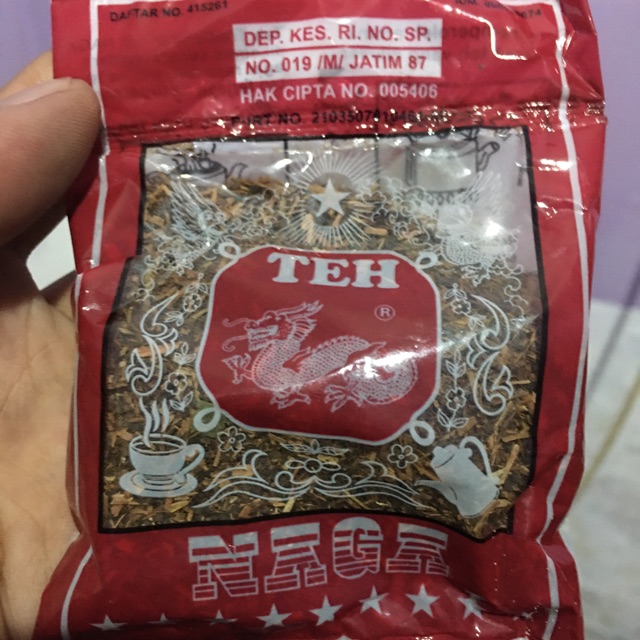 DAFTAR NO. 415261
DEP. KES. RI. NO. SP.
NO. 019 /M/ JATIM 87
HAK CIPTA NO. 005406
TEH
®
NAGA